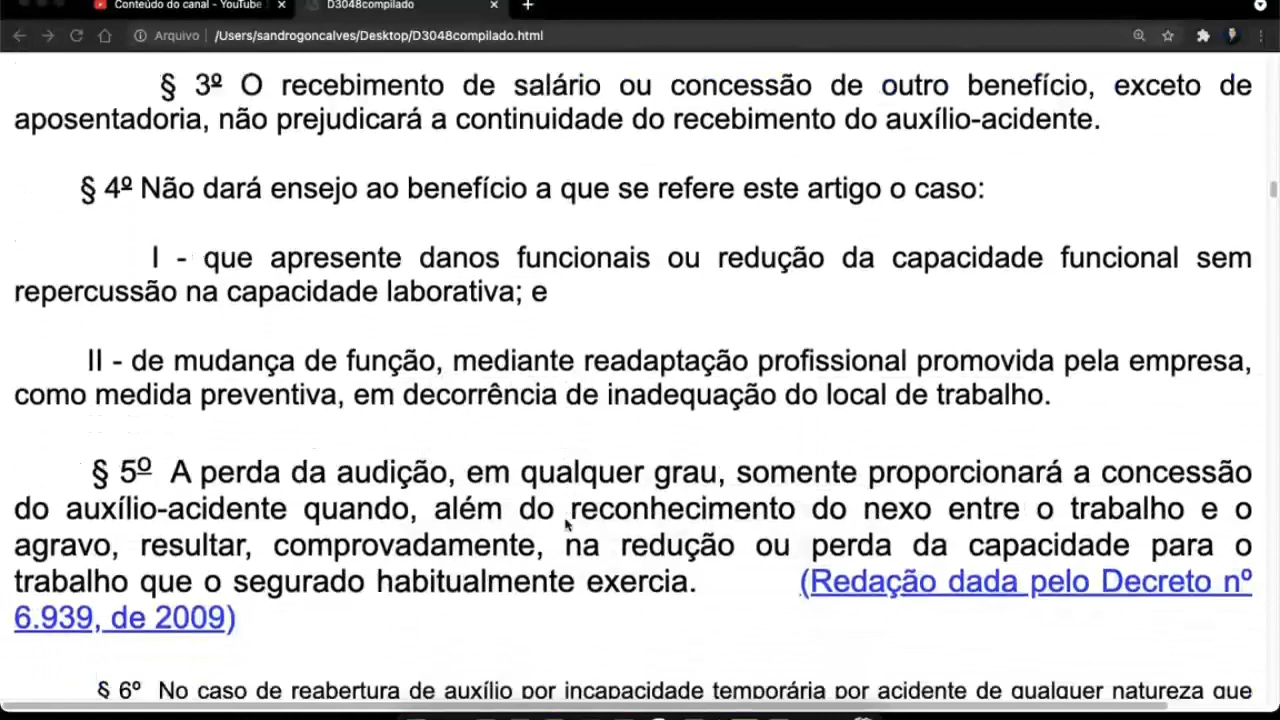 Conteúdo do canal - YouTube
D3048compilado
Arquivo /Users/sandrogoncalves/Desktop/D3048compilado.html
§ 3º O recebimento de salário ou concessão de outro benefício, exceto de
aposentadoria, não prejudicará a continuidade do recebimento do auxílio-acidente.
§ 4º Não dará ensejo ao benefício a que se refere este artigo o caso:
I - que apresente danos funcionais ou redução da capacidade funcional sem
repercussão na capacidade laborativa; e
II - de mudança de função, mediante readaptação profissional promovida pela empresa,
como medida preventiva, em decorrência de inadequação do local de trabalho.
§ 5º A perda da audição, em qualquer grau, somente proporcionará a concessão
do auxílio-acidente quando, além do reconhecimento do nexo entre o trabalho e o
agravo, resultar, comprovadamente, na redução ou perda da capacidade para o
trabalho que o segurado habitualmente exercia. (Redação dada pelo Decreto nº
6.939, de 2009)
§ 6º No caso de reabertura de auxílio por incapacidade temporária por acidente de qualquer natureza que